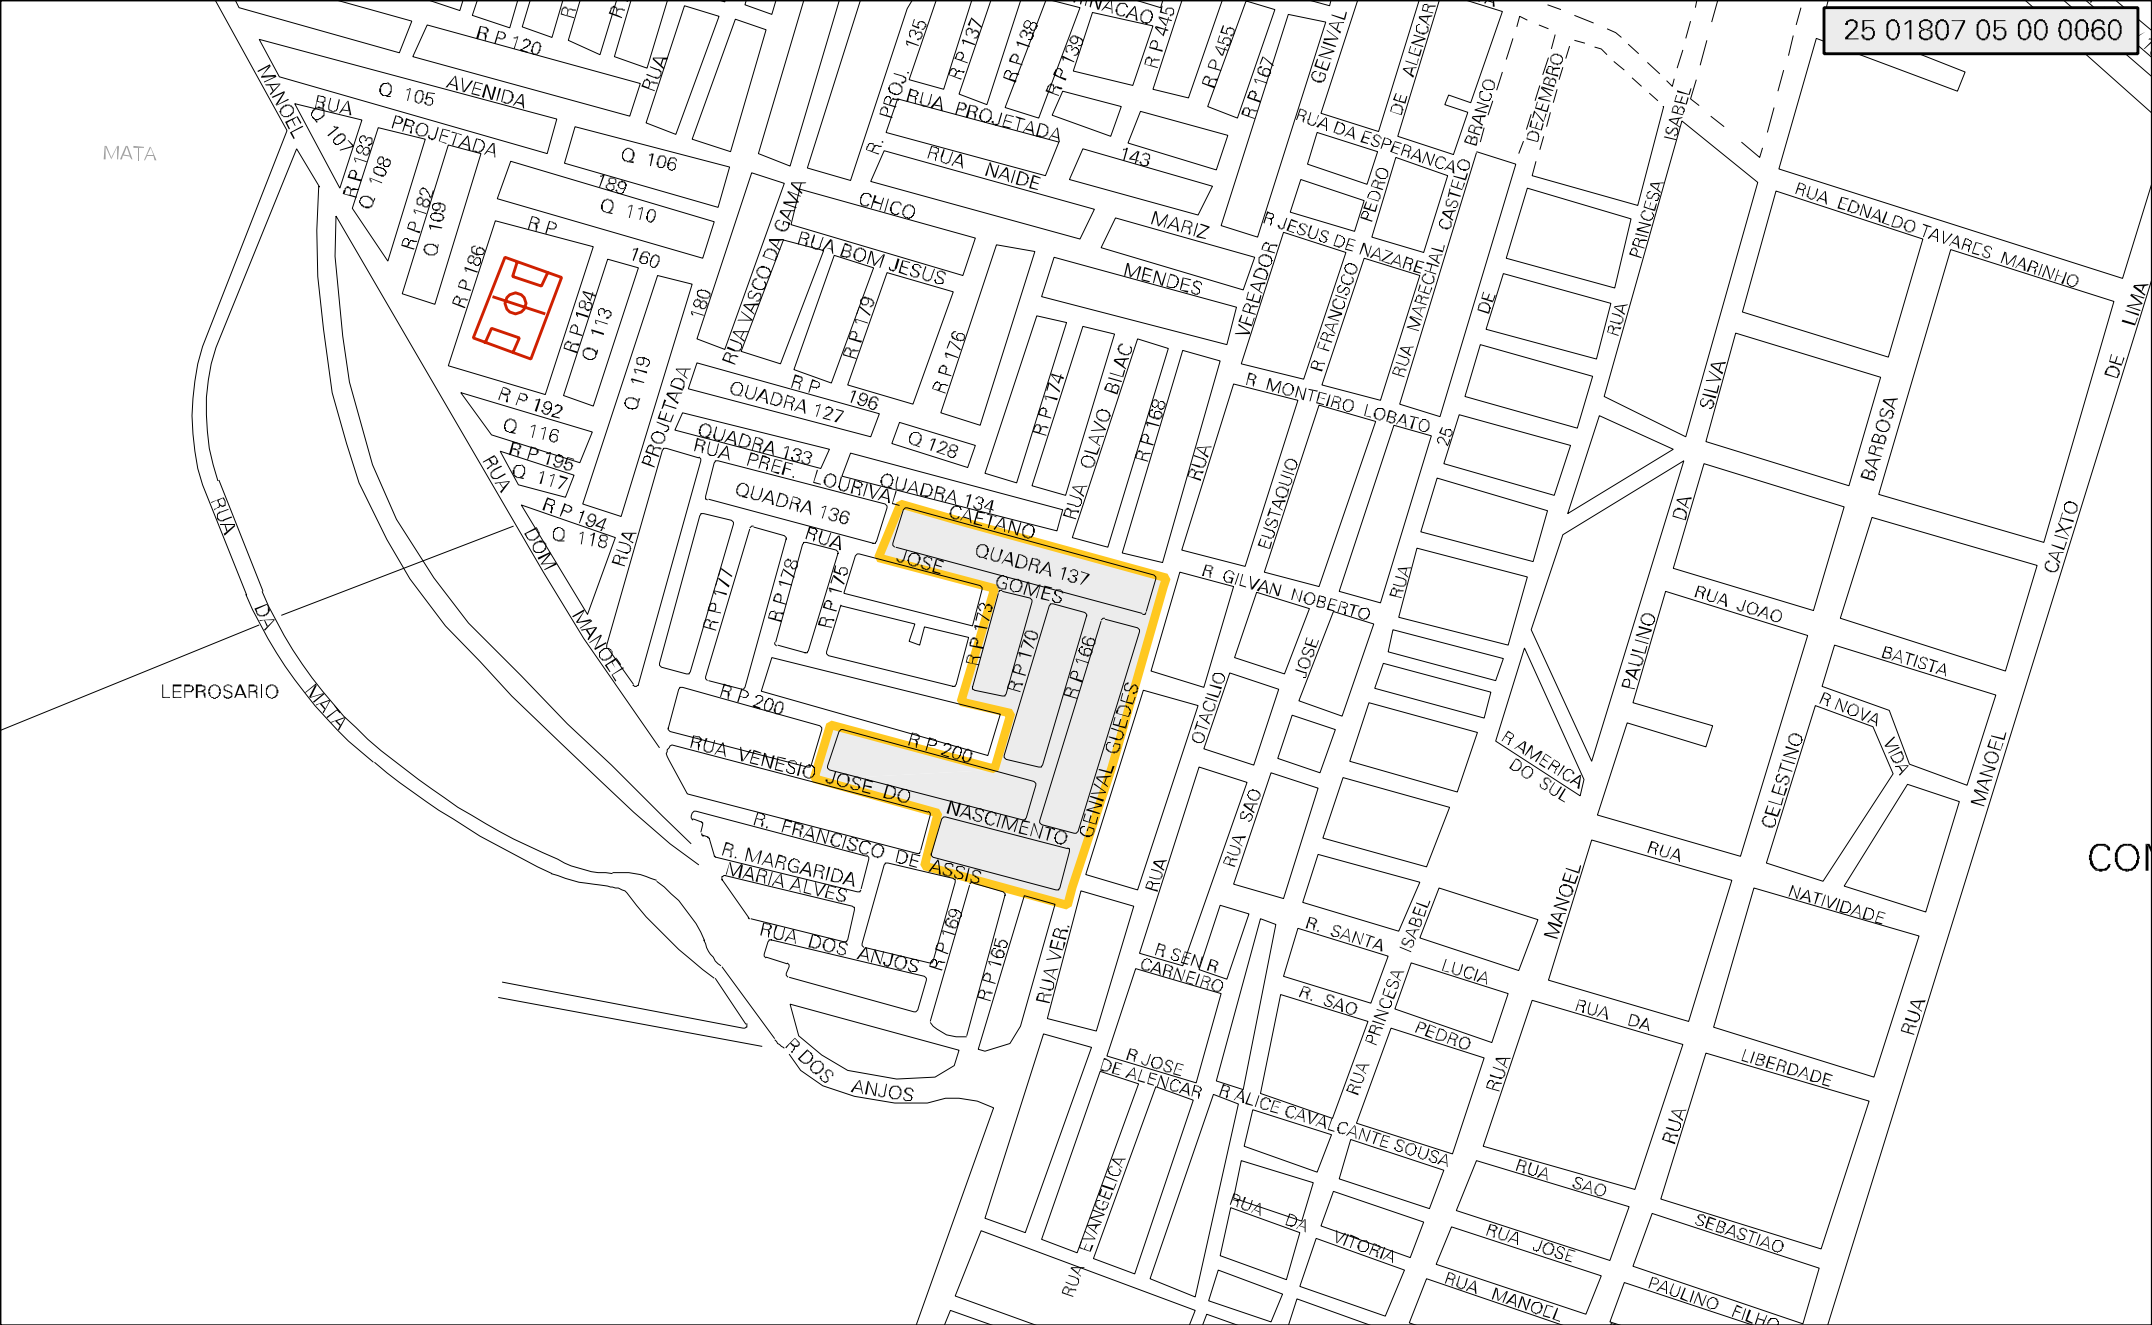 25 01807 05 00 0060
R P 120
RUA
135
R P 137
R P 138
R P 139
R P 445
R P 455
R P 167
GENIVAL
DE ALENCAR
BRANCO
DEZEMBRO
ISABEL
MANOEL
AVENIDA
Q 105
RUA
PROJETADA
Q 107
R P 183
Q 108
R P 182
Q 109
Q 106
189
Q 110
MATA
R. PROJ.
RUA PROJETADA
RUA NAIDE
143
RUA DA ESPERANCA
PEDRO
CASTELO
PRINCESA
RUA EDNALDO TAVARES MARINHO
CHICO
MARIZ
R JESUS DE NAZARE
R P
160
R P 186
R P 184
Q 113
180
RUA VASCO DA GAMA
RUA BOM JESUS
MENDES
VEREADOR
R FRANCISCO
RUA MARECHAL
DE
RUA
LIMA
DE
Q 119
R P 179
R P 176
R P 192
Q 116
R P 195
Q 117
PROJETADA
QUADRA 127
R P
196
QUADRA 133
Q 128
R P 174
RUA OLAVO BILAC
R P 168
RUA
R MONTEIRO LOBATO
25
SILVA
BARBOSA
RUA PREF. LOURIVAL
QUADRA 134
CAETANO
QUADRA 136
RUA
RUA
DOM
MANOEL
R P 194
Q 118
RUA
EUSTAQUIO
DA
CALIXTO
RUA
DA
MATA
LEPROSARIO
JOSE
QUADRA 137
GOMES
R P 177
R P 178
R P 175
R P 173
R P 170
R P 166
R GILVAN NOBERTO
RUA
JOSE
RUA JOAO
BATISTA
PAULINO
R P 200
R P 200
GENIVAL GUEDES
OTACILIO
R NOVA
VIDA
RUA VENESIO JOSE DO
NASCIMENTO
R AMERICA
DO SUL
CELESTINO
MANOEL
R. FRANCISCO DE ASSIS
R. MARGARIDA
MARIA ALVES
RUA
RUA SAO
RUA
NATIVIDADE
MANOEL
RUA DOS ANJOS
R P 169
R P 165
RUA VER.
R SEN R
CARNEIRO
R. SANTA
LUCIA
ISABEL
R. SAO
PEDRO
RUA PRINCESA
RUA DA
LIBERDADE
RUA
RUA
R DOS ANJOS
R JOSE
DE ALENCAR
R ALICE CAVALCANTE SOUSA
RUA
RUA EVANGELICA
RUA DA
VITORIA
RUA SAO
SEBASTIAO
RUA JOSE
PAULINO FILHO
RUA MANOEL